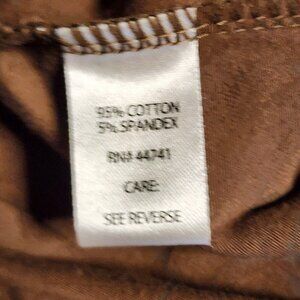 95% COTTON
5% SPANDEX
RN# 44741
CARE:
SEE REVERSE